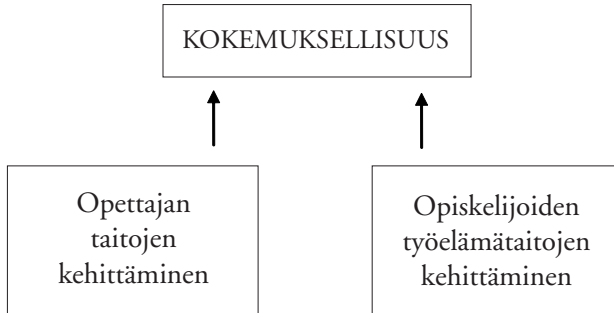 KOKEMUKSELLISUUS
Opettajan
taitojen
kehittäminen
Opiskelijoiden
työelämätaitojen
kehittäminen